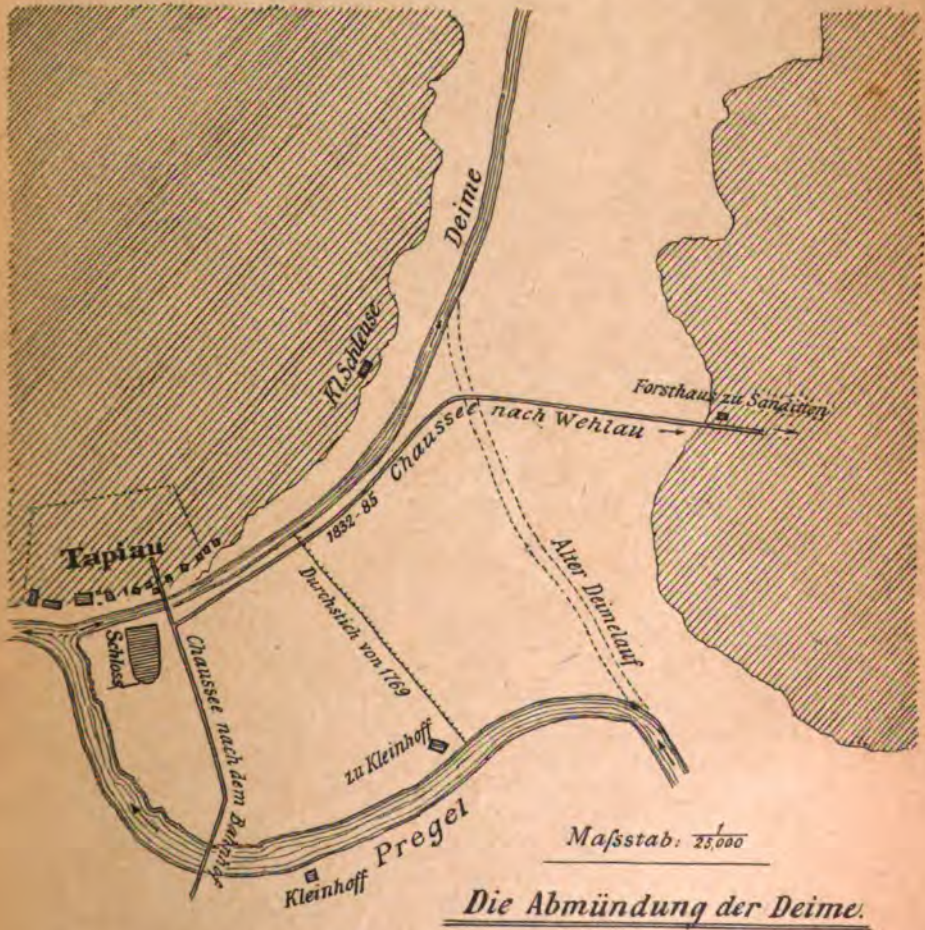 Deime
Kl. Schleuse
Forsthaus zu Sanditten
Chaussee nach Wehlau
1832-85
Tapiau
Alter Deimelauf
Durchstich von 1769
Schloss
Chaussee nach dem Bahnhofe
zu Kleinhoff
Pregel
Kleinhoff
Maſsstab: 1/25,000
Die Abmündung der Deime.